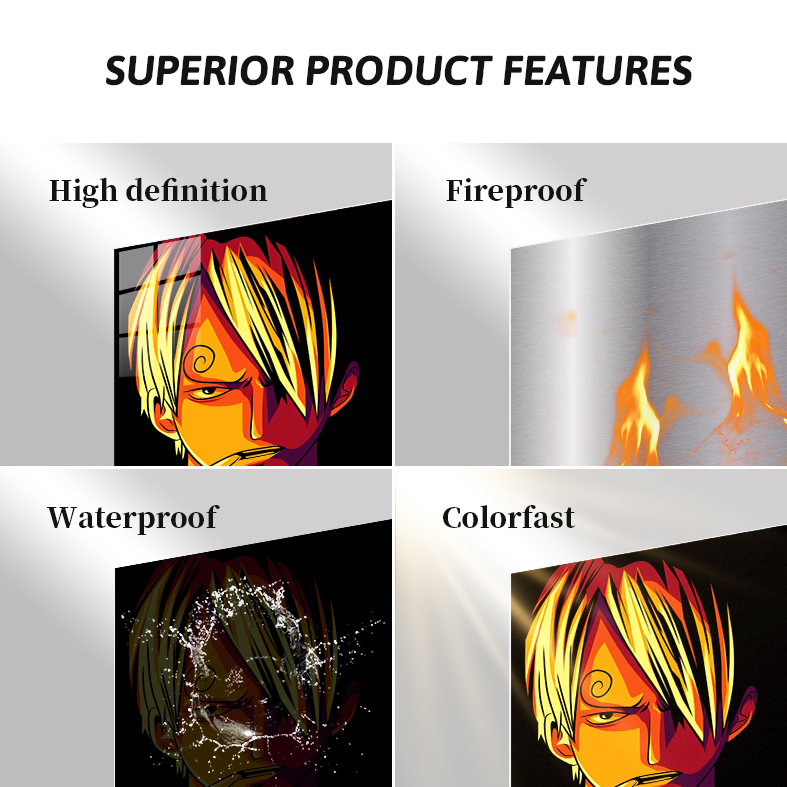 SUPERIOR PRODUCT FEATURES
High definition
Fireproof
Waterproof
Colorfast